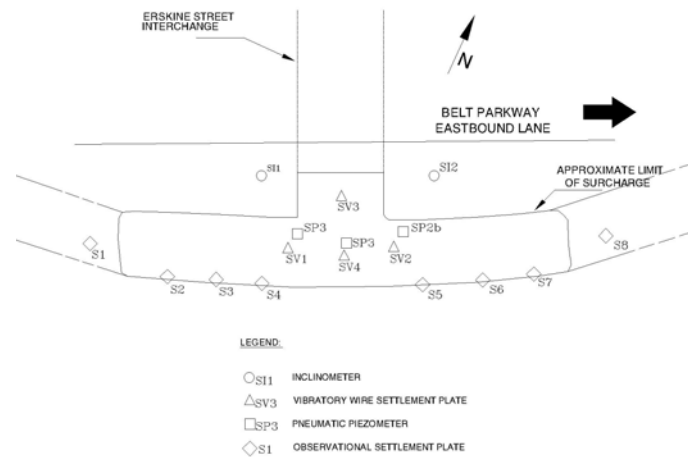 ERSKINE STREET
INTERCHANGE
N
BELT PARKWAY
EASTBOUND LANE
SI1
SI2
APPROXIMATE LIMIT
OF SURCHARGE
SV3
SP3
SP3
SP2b
S1
SV1
SV4
SV2
S8
S2
S3
S4
S5
S6
S7
LEGEND:
SI1 INCLINOMETER
SV3 VIBRATORY WIRE SETTLEMENT PLATE
SP3 PNEUMATIC PIEZOMETER
S1 OBSERVATIONAL SETTLEMENT PLATE